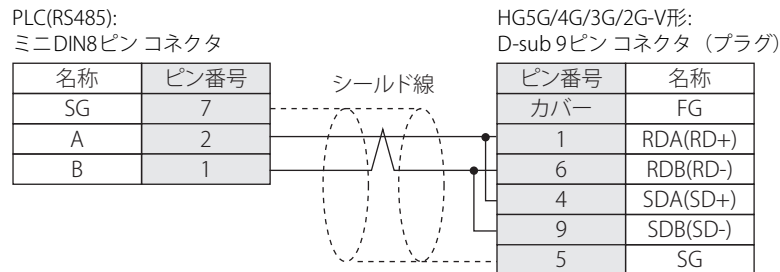 PLC(RS485):
ミニDIN8ピン コネクタ
名称 ピン番号
SG 7
A 2
B 1
シールド線
HG5G/4G/3G/2G-V形:
D-sub 9ピン コネクタ（プラグ）
ピン番号 名称
カバー FG
1 RDA(RD+)
6 RDB(RD-)
4 SDA(SD+)
9 SDB(SD-)
5 SG